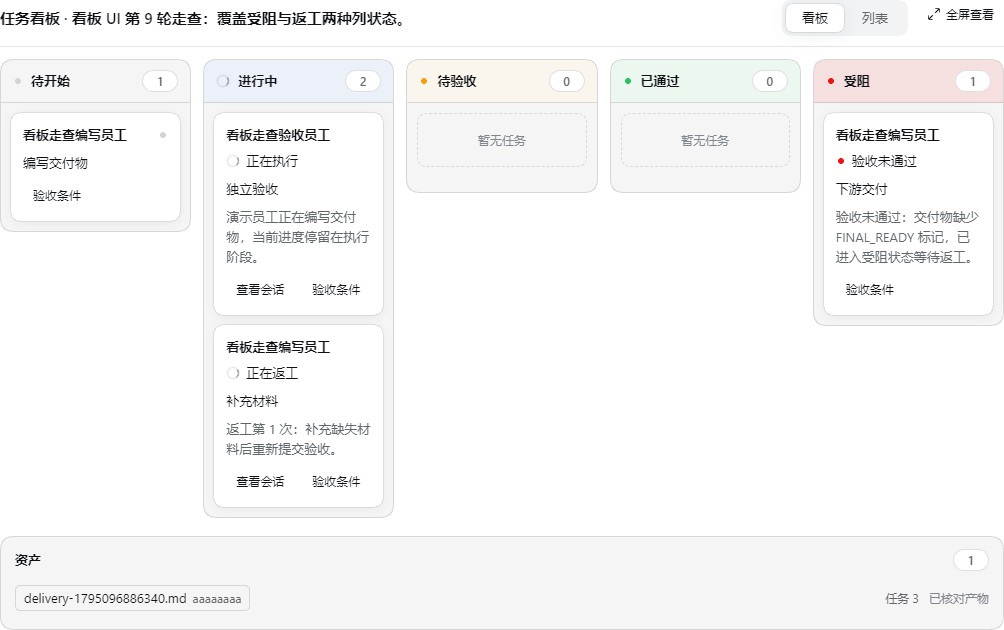 任务看板 · 看板 UI 第 9 轮走查：覆盖受阻与返工两种列状态。
看板
列表
全屏查看
待开始
1
看板走查编写员工
编写交付物
验收条件
进行中
2
看板走查验收员工
正在执行
独立验收
演示员工正在编写交付
物，当前进度停留在执行
阶段。
查看会话
验收条件
看板走查编写员工
正在返工
补充材料
返工第 1 次：补充缺失材
料后重新提交验收。
查看会话
验收条件
待验收
0
暂无任务
已通过
0
暂无任务
受阻
1
看板走查编写员工
验收未通过
下游交付
验收未通过：交付物缺少
FINAL_READY 标记，已
进入受阻状态等待返工。
验收条件
资产
1
delivery-1795096886340.md aaaaaaaa
任务 3 已核对产物